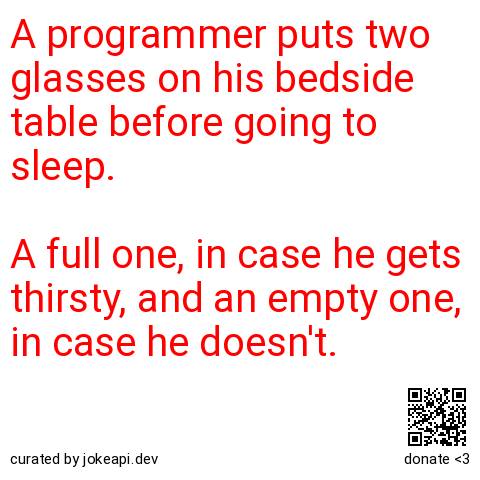 A programmer puts two
glasses on his bedside
table before going to
sleep.
A full one, in case he gets
thirsty, and an empty one,
in case he doesn't.
curated by jokeapi.dev
donate <3